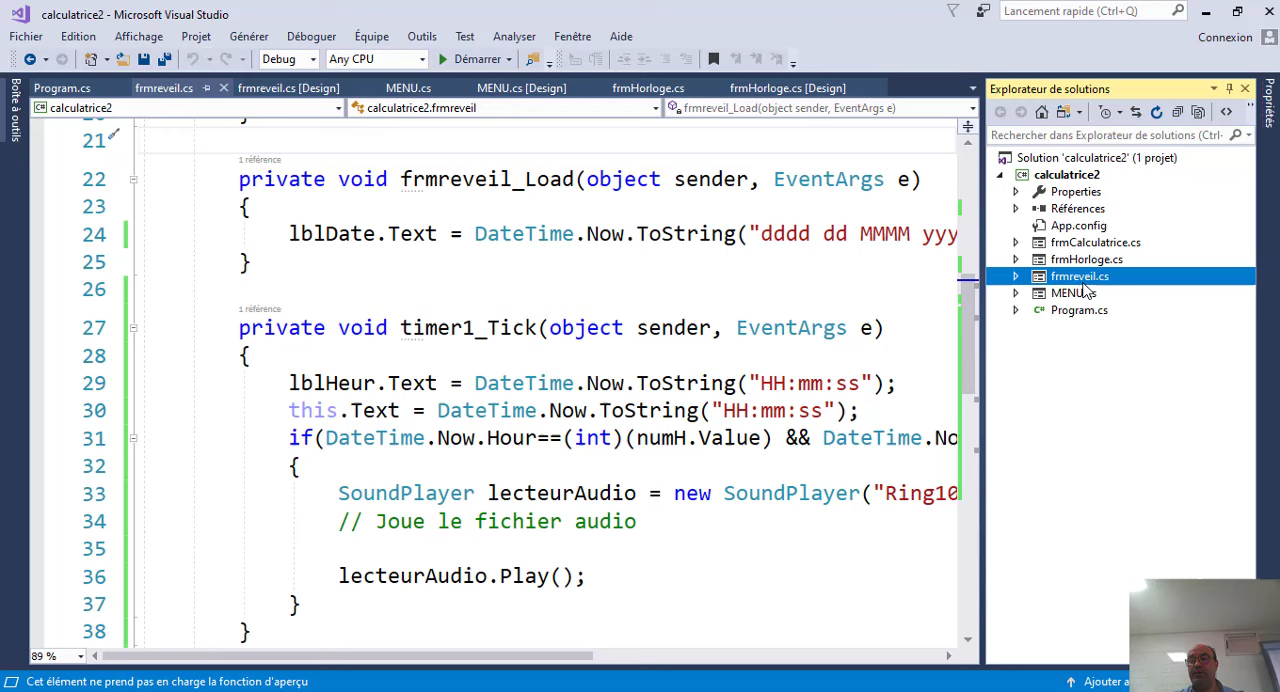 calculatrice2 - Microsoft Visual Studio
Lancement rapide (Ctrl+Q)
Fichier Edition Affichage Projet Générer Déboguer Équipe Outils Test Analyser Fenêtre Aide
Connexion
Debug Any CPU Démarrer
Boîte à outils
Program.cs frmreveil.cs frmreveil.cs [Design] MENU.cs MENU.cs [Design] frmHorloge.cs frmHorloge.cs [Design]
calculatrice2 calculatrice2.frmreveil frmreveil_Load(object sender, EventArgs e)
21
1 référence
22 private void frmreveil_Load(object sender, EventArgs e)
23 {
24 lblDate.Text = DateTime.Now.ToString("dddd dd MMMM yyy
25 }
26
1 référence
27 private void timer1_Tick(object sender, EventArgs e)
28 {
29 lblHeur.Text = DateTime.Now.ToString("HH:mm:ss");
30 this.Text = DateTime.Now.ToString("HH:mm:ss");
31 if(DateTime.Now.Hour==(int)(numH.Value) && DateTime.No
32 {
33 SoundPlayer lecteurAudio = new SoundPlayer("Ring10
34 // Joue le fichier audio
35
36 lecteurAudio.Play();
37 }
38 }
89 %
Cet élément ne prend pas en charge la fonction d'aperçu
Ajouter a
Explorateur de solutions
Rechercher dans Explorateur de solutions (Ctrl+
Solution 'calculatrice2' (1 projet)
calculatrice2
Properties
Références
App.config
frmCalculatrice.cs
frmHorloge.cs
frmreveil.cs
MENU.cs
Program.cs
Propriétés